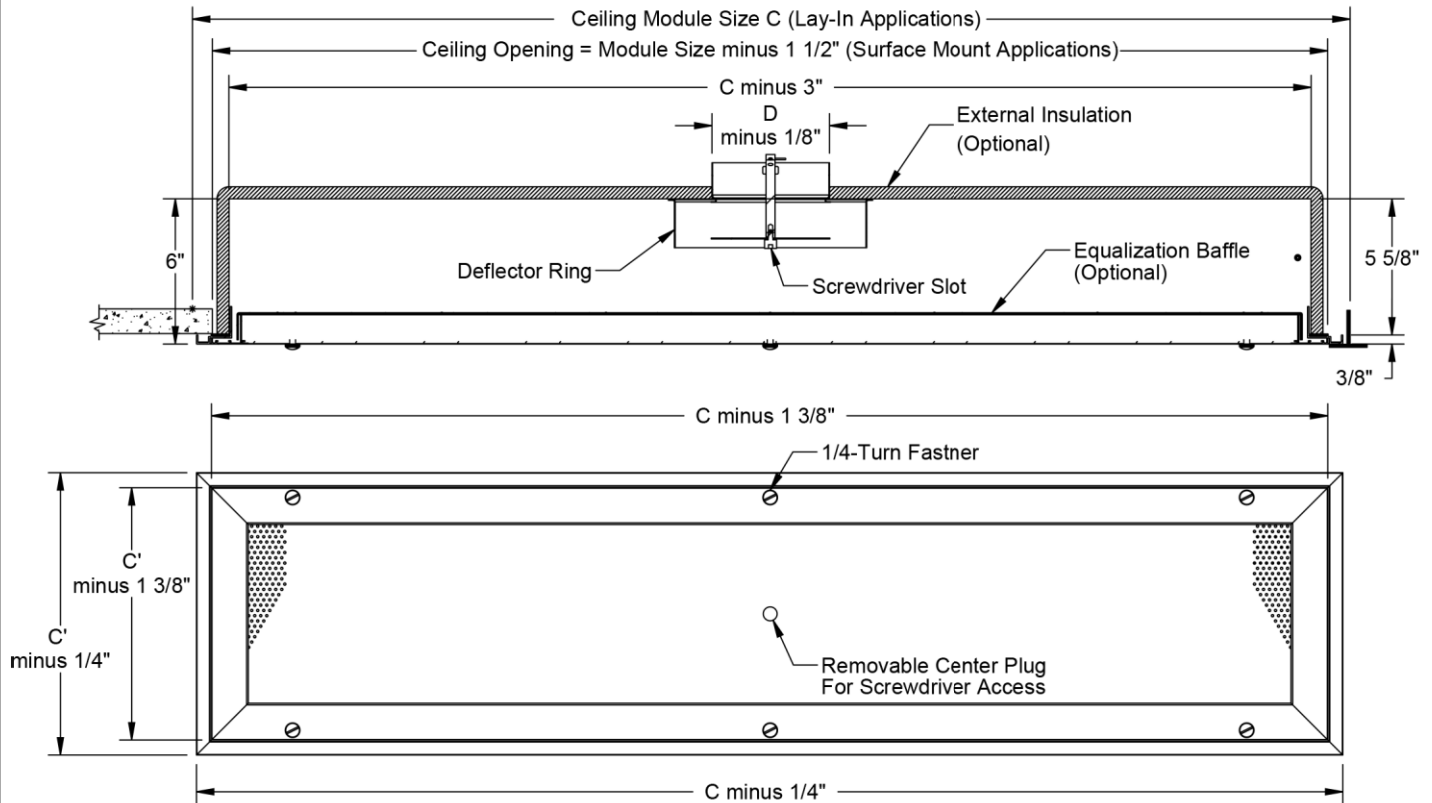 Ceiling Module Size C (Lay-In Applications)
Ceiling Opening = Module Size minus 1 1/2" (Surface Mount Applications)
C minus 3"
D
minus 1/8"
External Insulation
(Optional)
6"
Deflector Ring
Screwdriver Slot
Equalization Baffle
(Optional)
5 5/8"
3/8"
C minus 1 3/8"
1/4-Turn Fastner
C'
minus 1 3/8"
C'
minus 1/4"
Removable Center Plug
For Screwdriver Access
C minus 1/4"